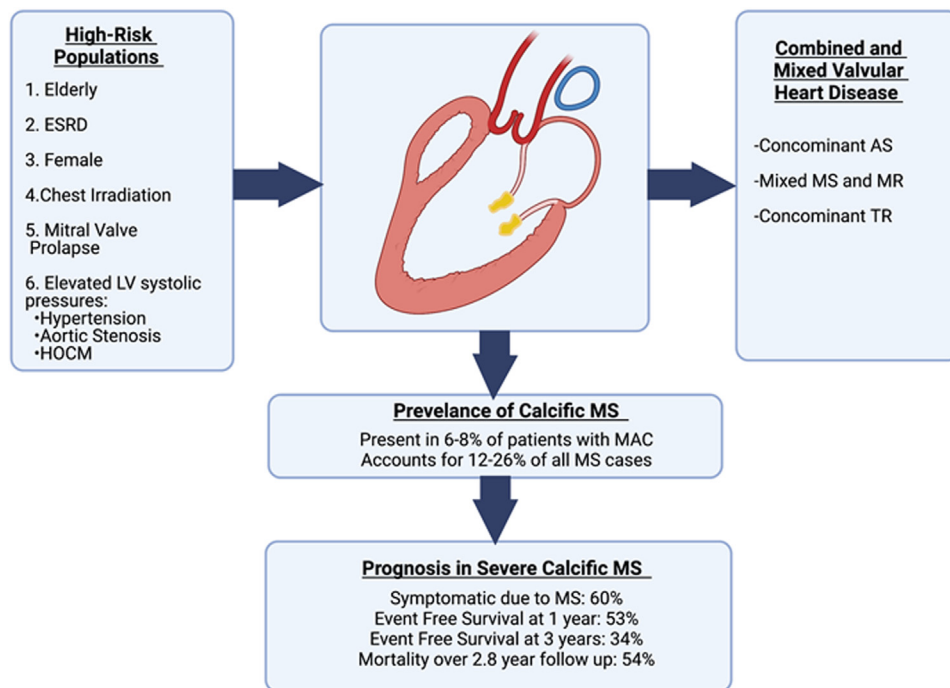 High-Risk
Populations
1. Elderly
2. ESRD
3. Female
4.Chest Irradiation
5. Mitral Valve
Prolapse
6. Elevated LV systolic
pressures:
•Hypertension
•Aortic Stenosis
•HOCM
Combined and
Mixed Valvular
Heart Disease
-Concominant AS
-Mixed MS and MR
-Concominant TR
Prevelance of Calcific MS
Present in 6-8% of patients with MAC
Accounts for 12-26% of all MS cases
Prognosis in Severe Calcific MS
Symptomatic due to MS: 60%
Event Free Survival at 1 year: 53%
Event Free Survival at 3 years: 34%
Mortality over 2.8 year follow up: 54%